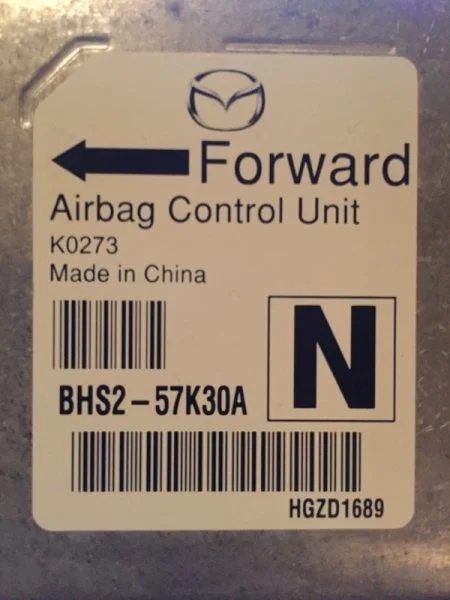 Forward
Airbag Control Unit
K0273
Made in China
N
BHS2-57K30A
HGZD1689